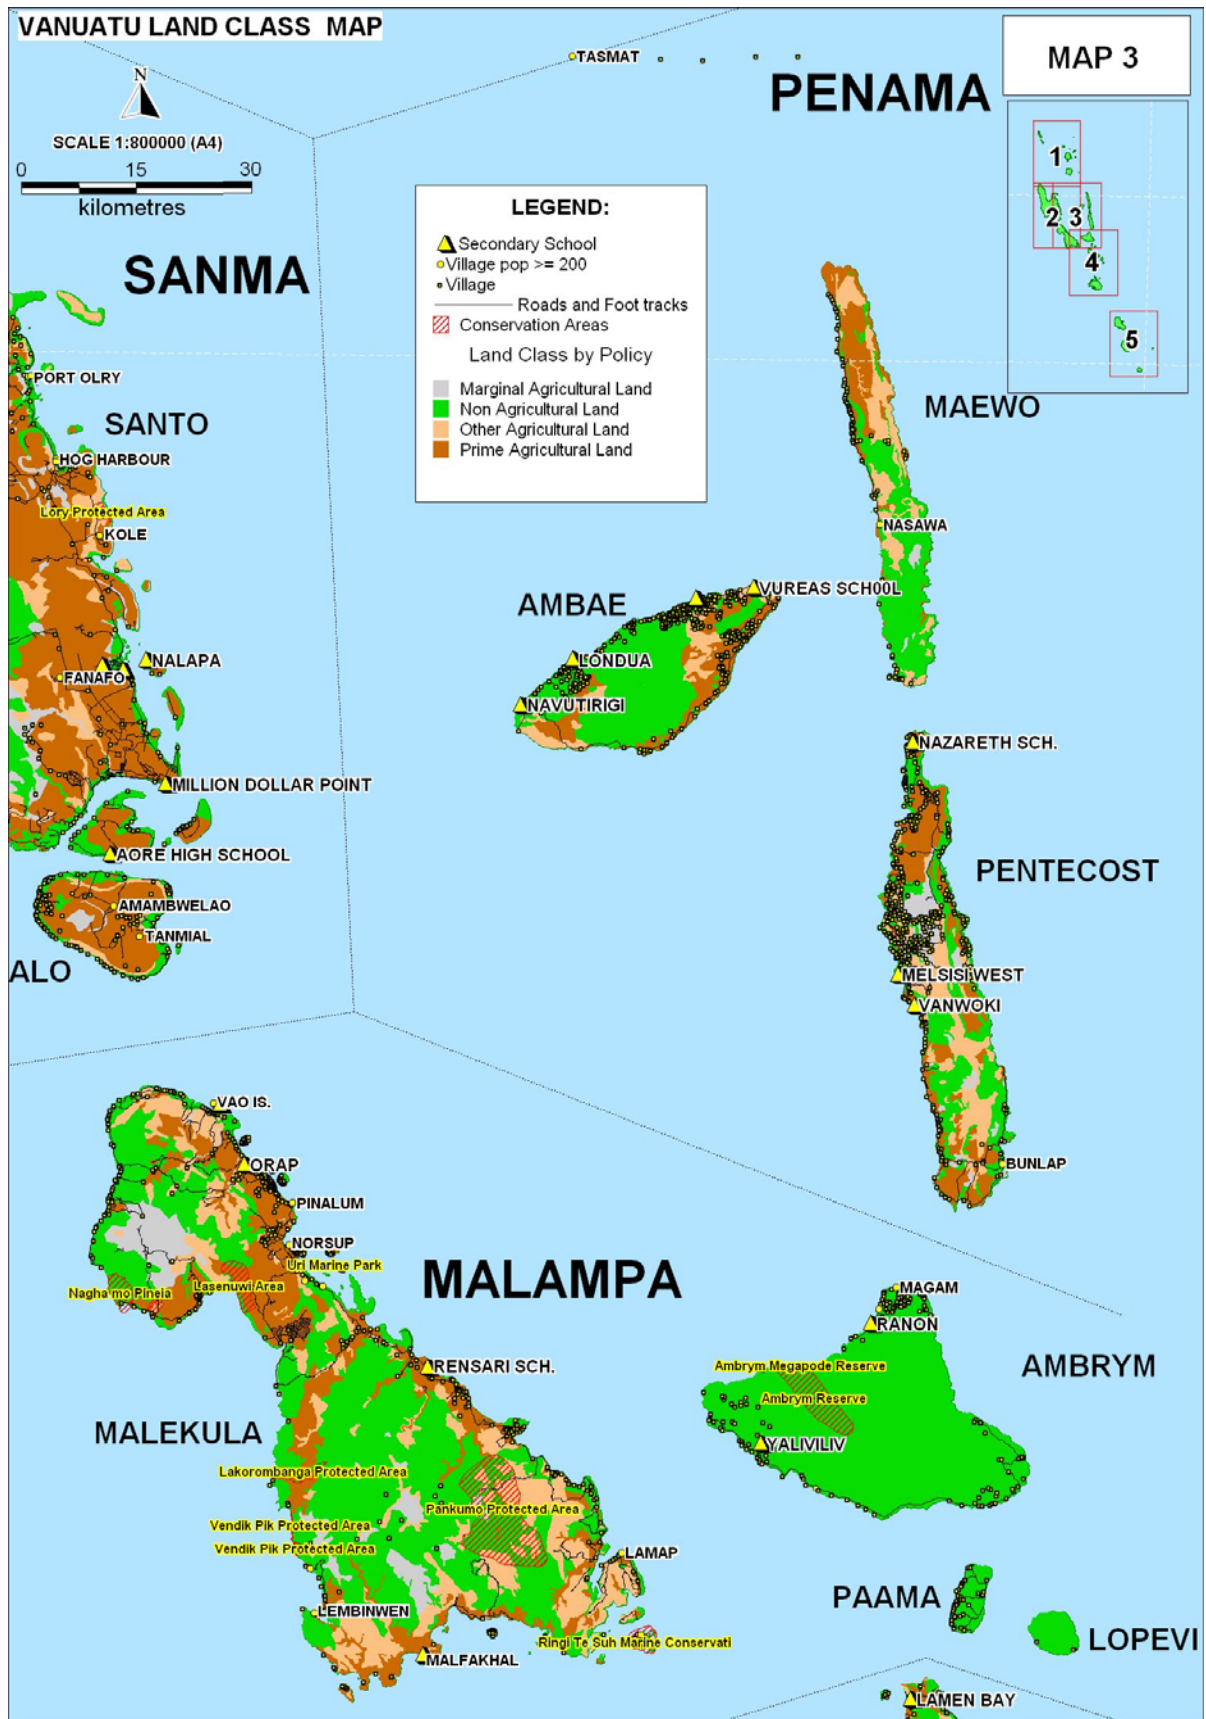 VANUATU LAND CLASS MAP
TASMAT
MAP 3
PENAMA
N
SCALE 1:800000 (A4)
0 15 30
kilometres
1
2 3
4
5
LEGEND:
Secondary School
Village pop >= 200
Village
Roads and Foot tracks
Conservation Areas
Land Class by Policy
Marginal Agricultural Land
Non Agricultural Land
Other Agricultural Land
Prime Agricultural Land
SANMA
PORT OLRY
SANTO
MAEWO
HOG HARBOUR
Lory Protected Area
KOLE
NASAWA
AMBAE
VUREAS SCH00L
NALAPA
LONDUA
FANAFO
NAVUTIRIGI
NAZARETH SCH.
MILLION DOLLAR POINT
AORE HIGH SCHOOL
PENTECOST
AMAMBWELAO
TANMIAL
ALO
MELSISI WEST
VANWOKI
VAO IS.
ORAP
BUNLAP
PINALUM
NORSUP
Uri Marine Park
MALAMPA
Nagha mo Pineia
Lasenuwi Area
MAGAM
RANON
RENSARI SCH.
Ambrym Megapode Reserve
AMBRYM
Ambrym Reserve
MALEKULA
YALIVILIV
Lakorombanga Protected Area
Pankumo Protected Area
Vendik Pik Protected Area
Vendik Pik Protected Area
LAMAP
PAAMA
LEMBINWEN
Ringi Te Suh Marine Conservati
LOPEVI
MALFAKHAL
LAMEN BAY